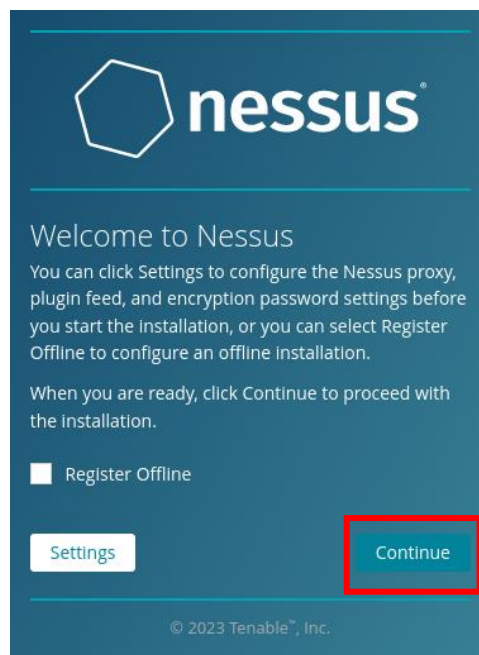 nessus®
Welcome to Nessus
You can click Settings to configure the Nessus proxy,
plugin feed, and encryption password settings before
you start the installation, or you can select Register
Offline to configure an offline installation.
When you are ready, click Continue to proceed with
the installation.
Register Offline
Settings Continue
© 2023 Tenable™, Inc.